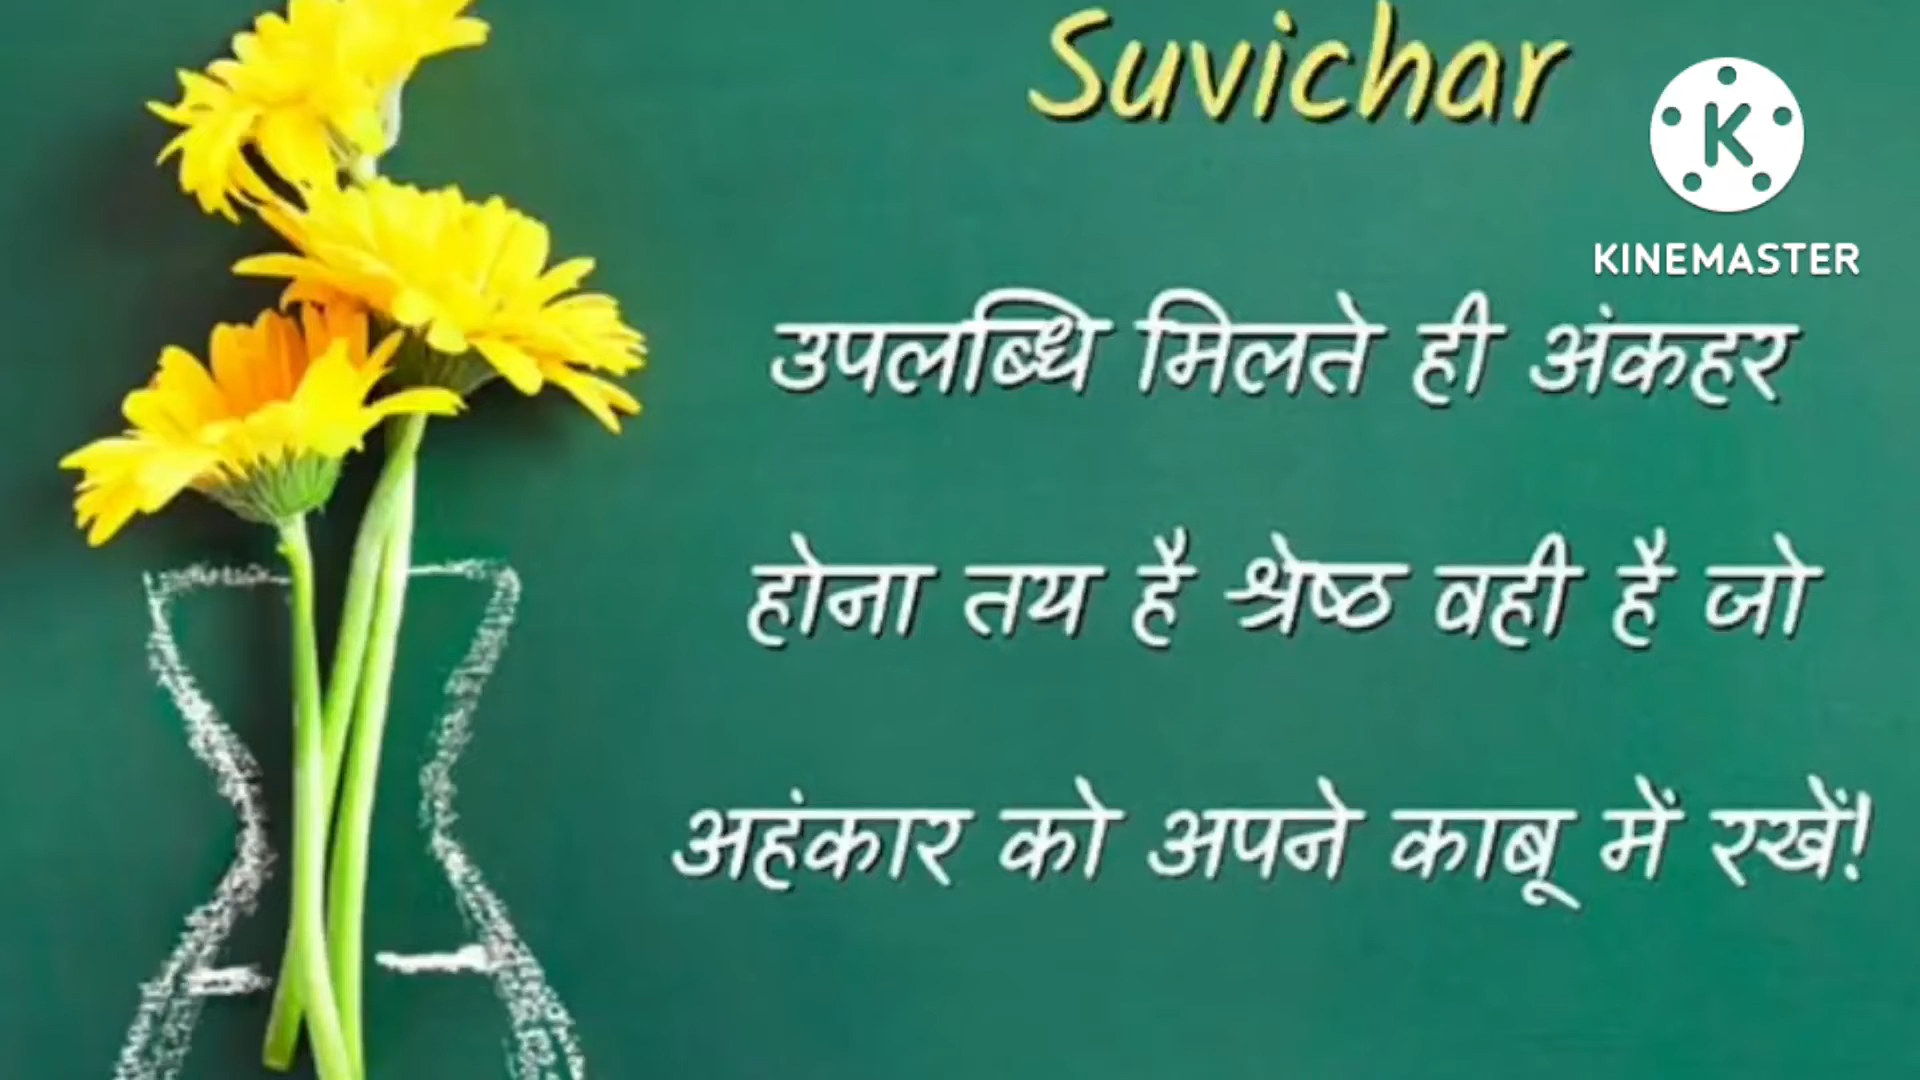 Suvichar
KINEMASTER
उपलब्धि मिलते ही अंकहर
होना तय है श्रेष्ठ वही है जो
अहंकार को अपने काबू में रखें!